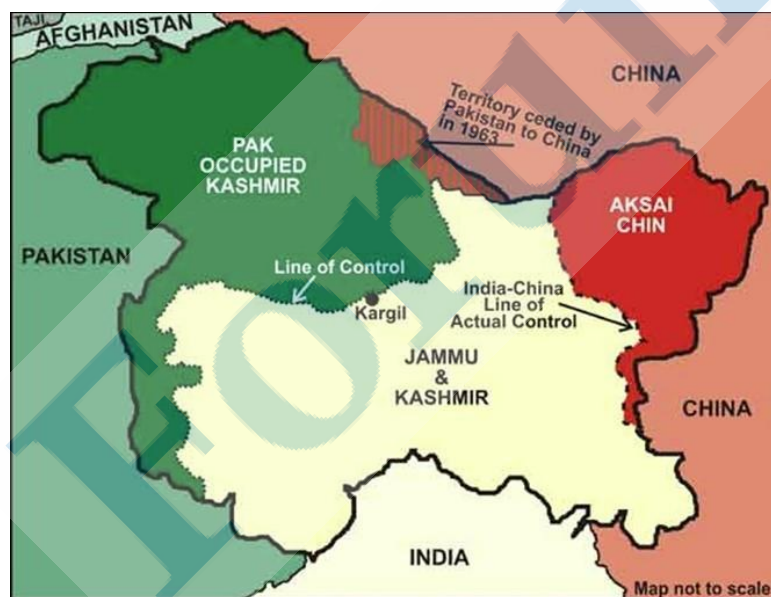 TAJI.
AFGHANISTAN
CHINA
Territory ceded by
Pakistan to China
in 1963
PAK
OCCUPIED
KASHMIR
AKSAI
CHIN
PAKISTAN
Line of Control
India-China
Line of
Actual Control
Kargil
JAMMU
&
KASHMIR
CHINA
INDIA
Map not to scale
Forum